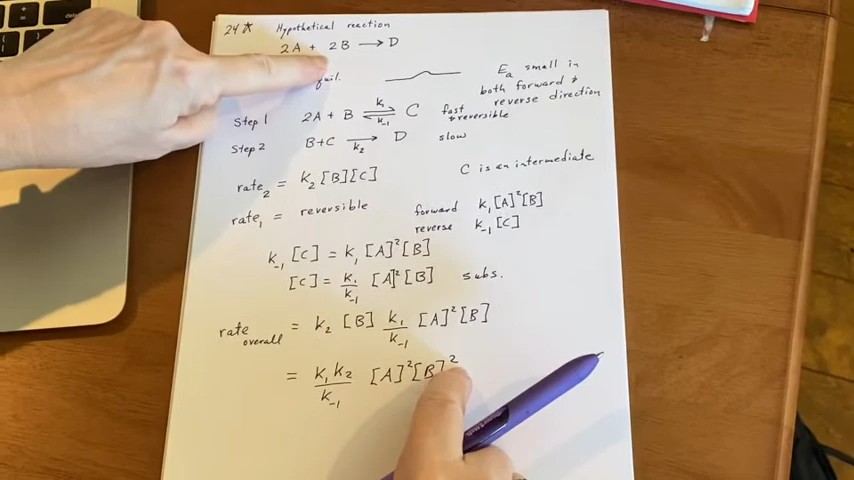 24* Hypothetical reaction
2A + 2B → D
Ea small in
both forward &
reverse direction
Step 1 2A + B ⇌ C fast
k₁
k₋₁
& reversible
Step 2 B+C → D slow
k₂
C is an intermediate
rate₂ = k₂ [B][C]
rate₁ = reversible
forward k₁[A]²[B]
reverse k₋₁[C]
k₋₁ [C] = k₁ [A]²[B]
[C] = k₁/k₋₁ [A]²[B] subs.
rate overall = k₂ [B] k₁/k₋₁ [A]²[B]
= k₁k₂/k₋₁ [A]²[B]²